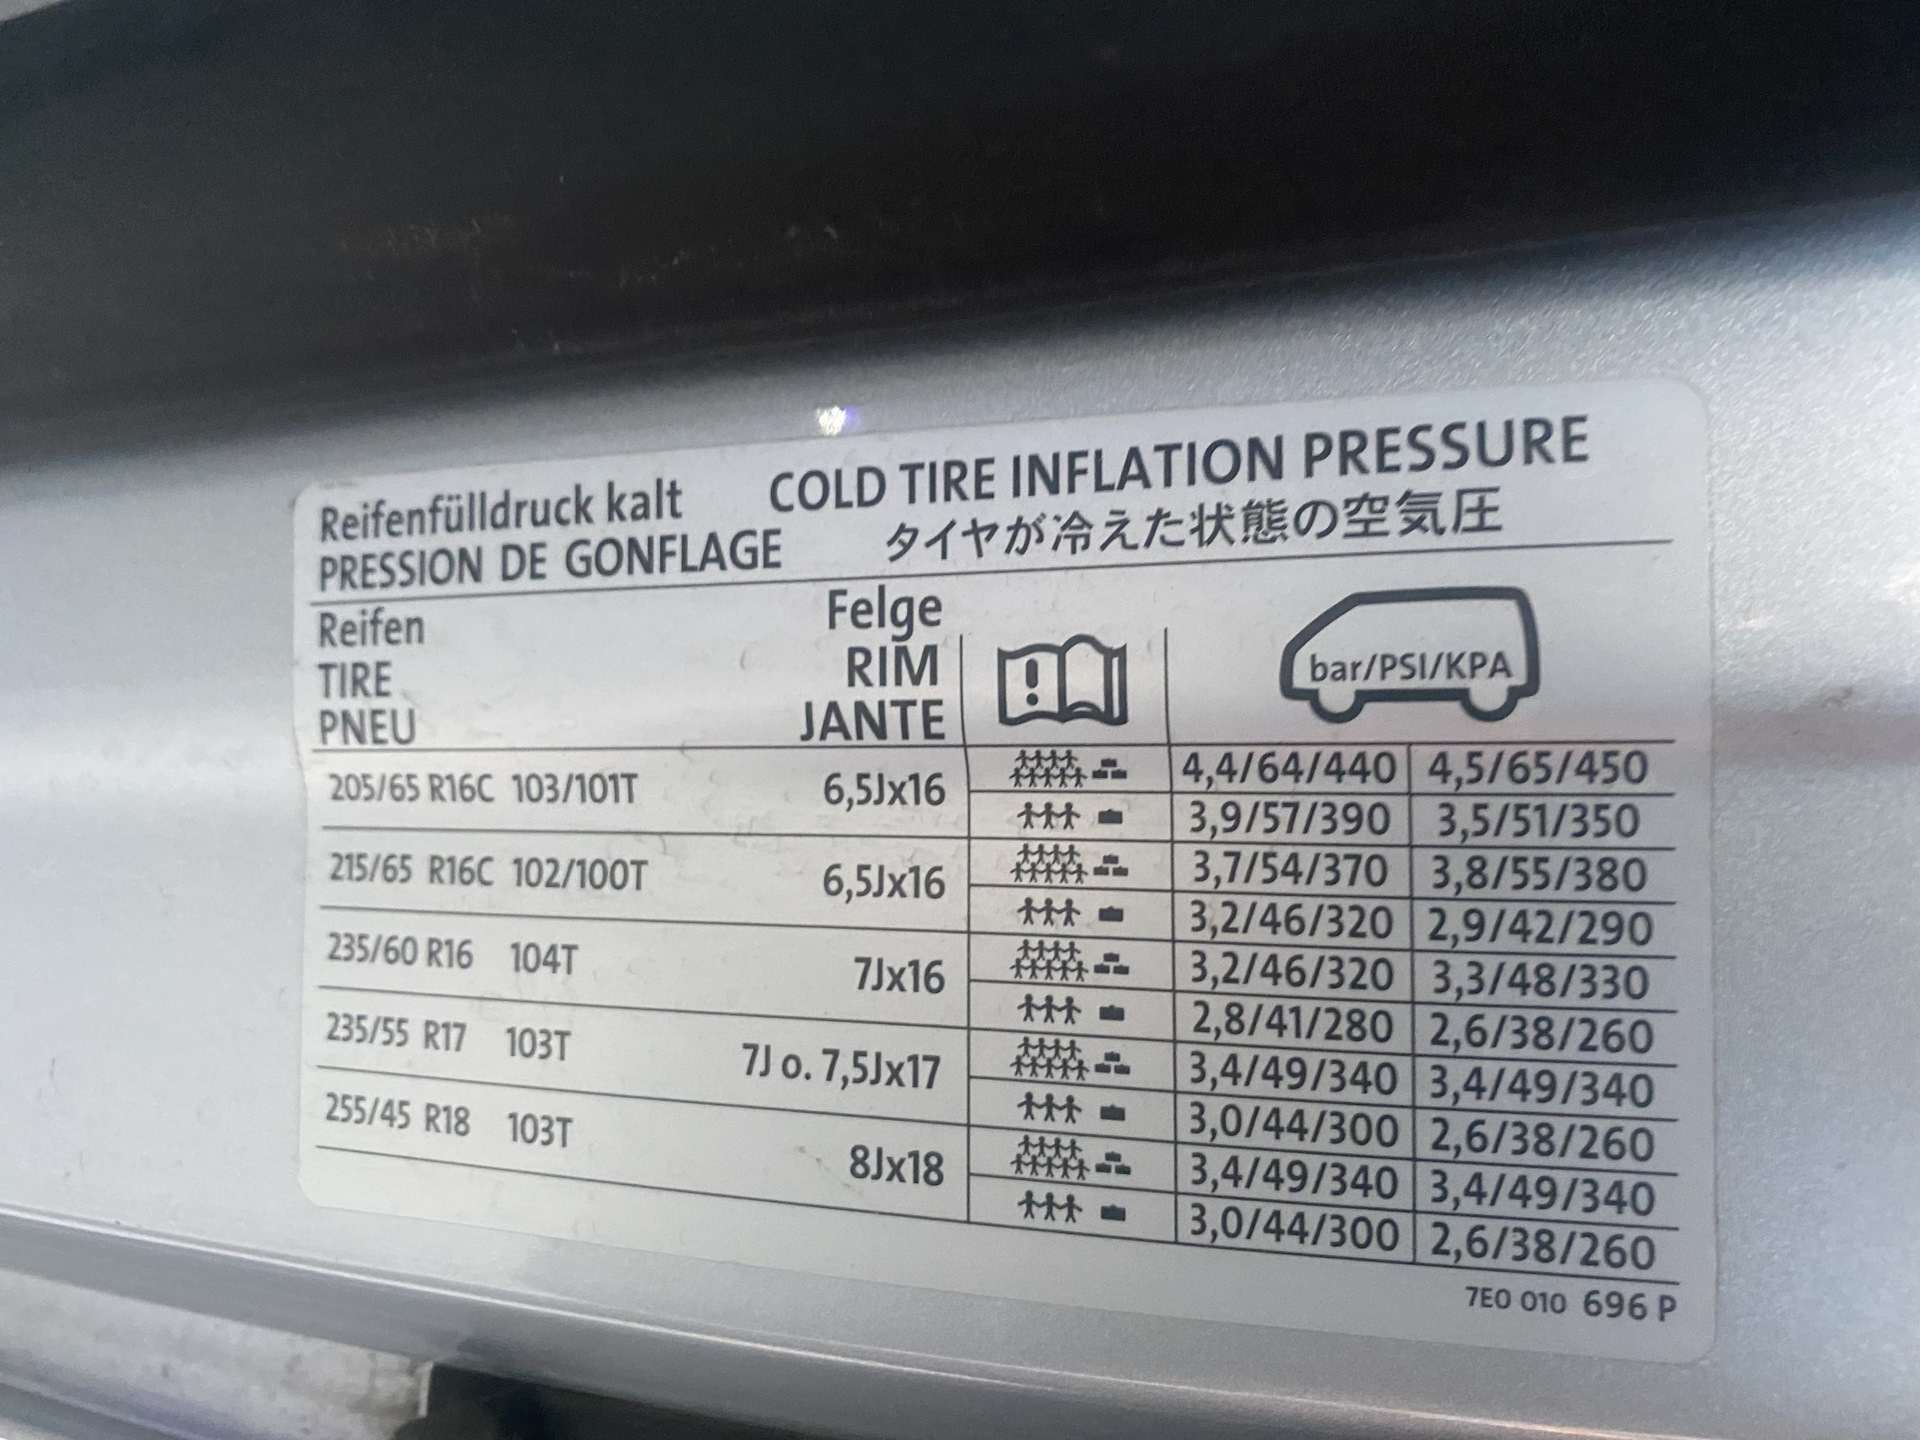 Reifenfülldruck kalt COLD TIRE INFLATION PRESSURE
PRESSION DE GONFLAGE タイヤが冷えた状態の空気圧
Reifen Felge
TIRE RIM
PNEU JANTE
bar/PSI/KPA
205/65 R16C 103/101T 6,5Jx16 4,4/64/440 4,5/65/450
3,9/57/390 3,5/51/350
215/65 R16C 102/100T 6,5Jx16 3,7/54/370 3,8/55/380
3,2/46/320 2,9/42/290
235/60 R16 104T 7Jx16 3,2/46/320 3,3/48/330
2,8/41/280 2,6/38/260
235/55 R17 103T 7J o. 7,5Jx17 3,4/49/340 3,4/49/340
3,0/44/300 2,6/38/260
255/45 R18 103T 8Jx18 3,4/49/340 3,4/49/340
3,0/44/300 2,6/38/260
7E0 010 696 P